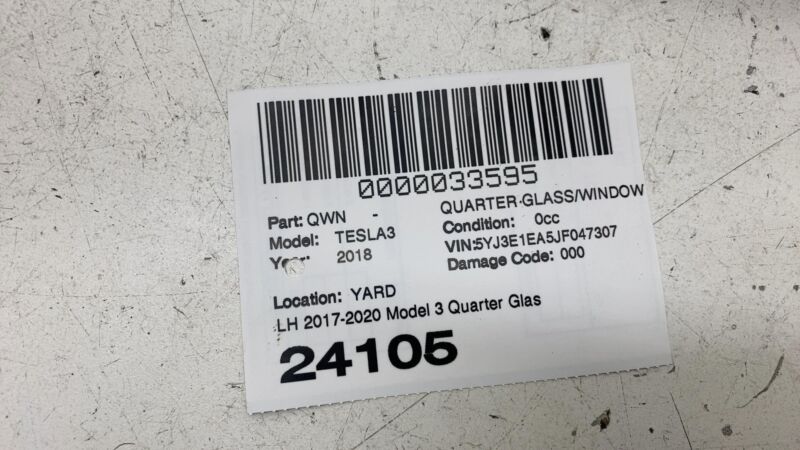 0000033595
Part: QWN - QUARTER GLASS/WINDOW
Model: TESLA3 Condition: 0cc
Year: 2018 VIN:5YJ3E1EA5JF047307
Damage Code: 000
Location: YARD
LH 2017-2020 Model 3 Quarter Glas
24105